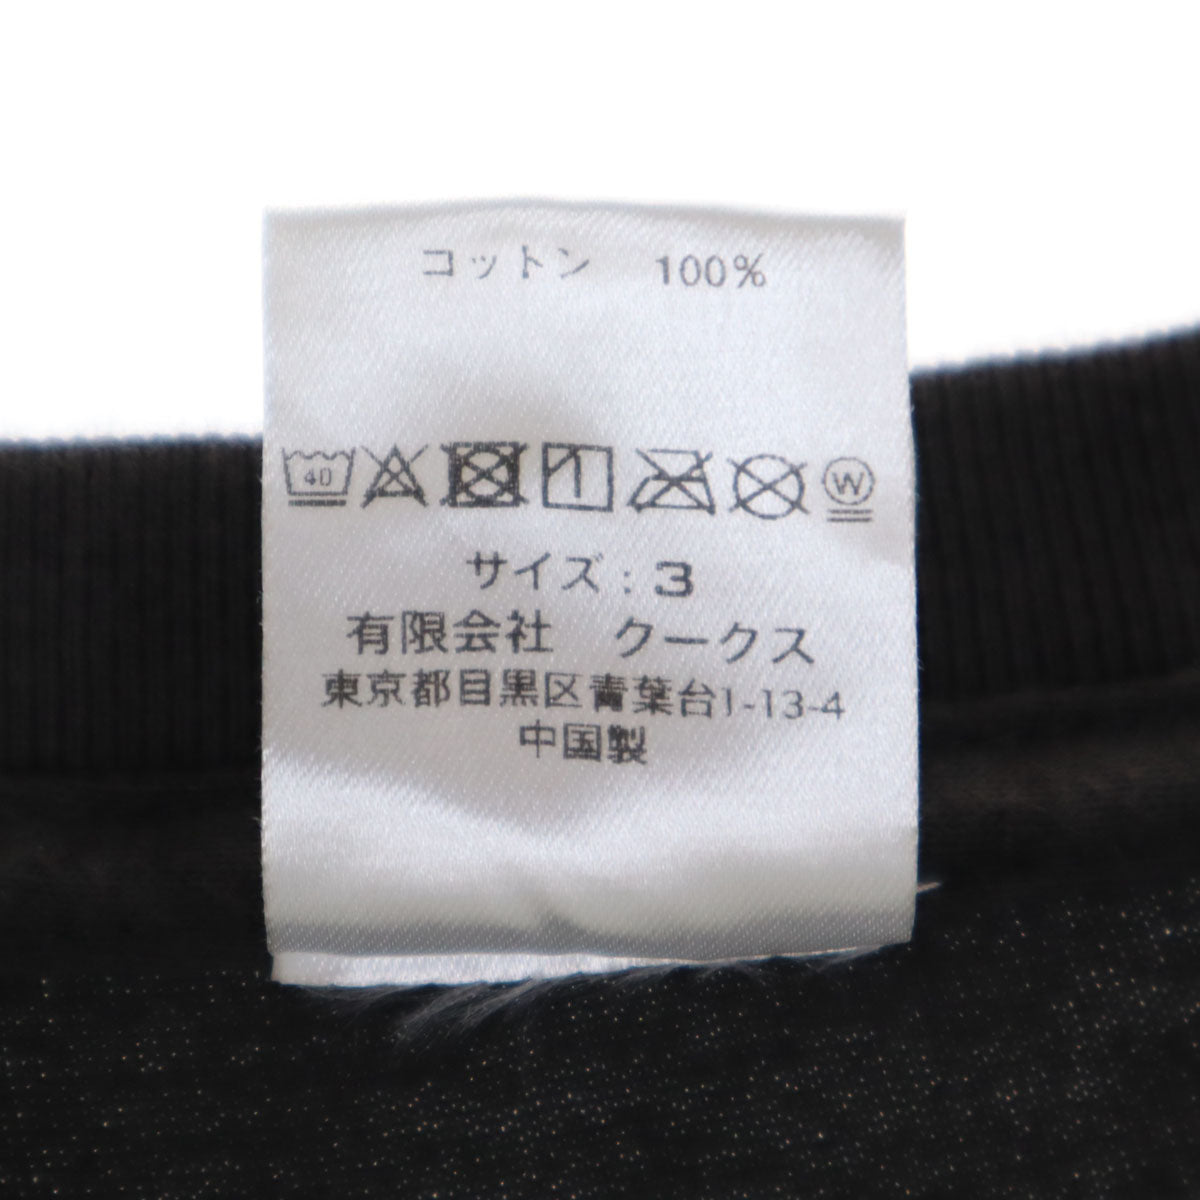 コットン 100%
40 W
サイズ : 3
有限会社 クークス
東京都目黒区青葉台1-13-4
中国製